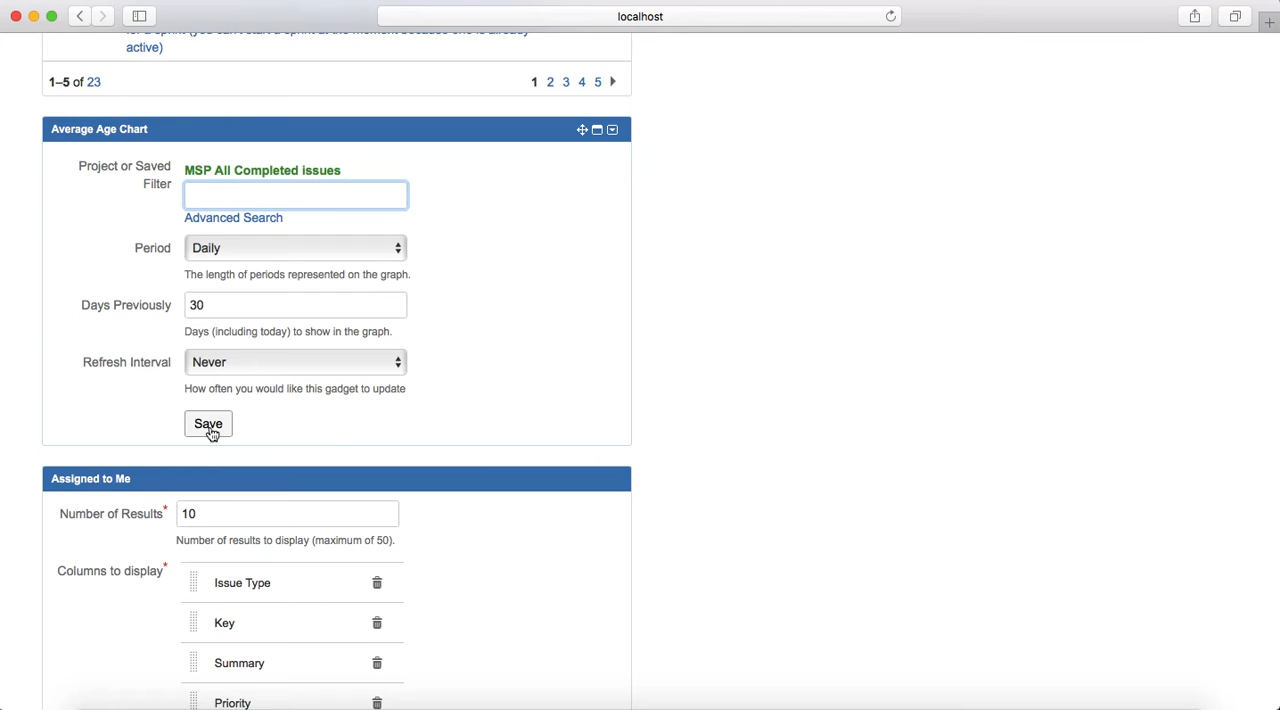 localhost
for a sprint (you can't start a sprint at the moment because one is already
active)
1–5 of 23
1 2 3 4 5
Average Age Chart
Project or Saved
Filter
MSP All Completed issues
Advanced Search
Period
Daily
The length of periods represented on the graph.
Days Previously
30
Days (including today) to show in the graph.
Refresh Interval
Never
How often you would like this gadget to update
Save
Assigned to Me
Number of Results*
10
Number of results to display (maximum of 50).
Columns to display*
Issue Type
Key
Summary
Priority